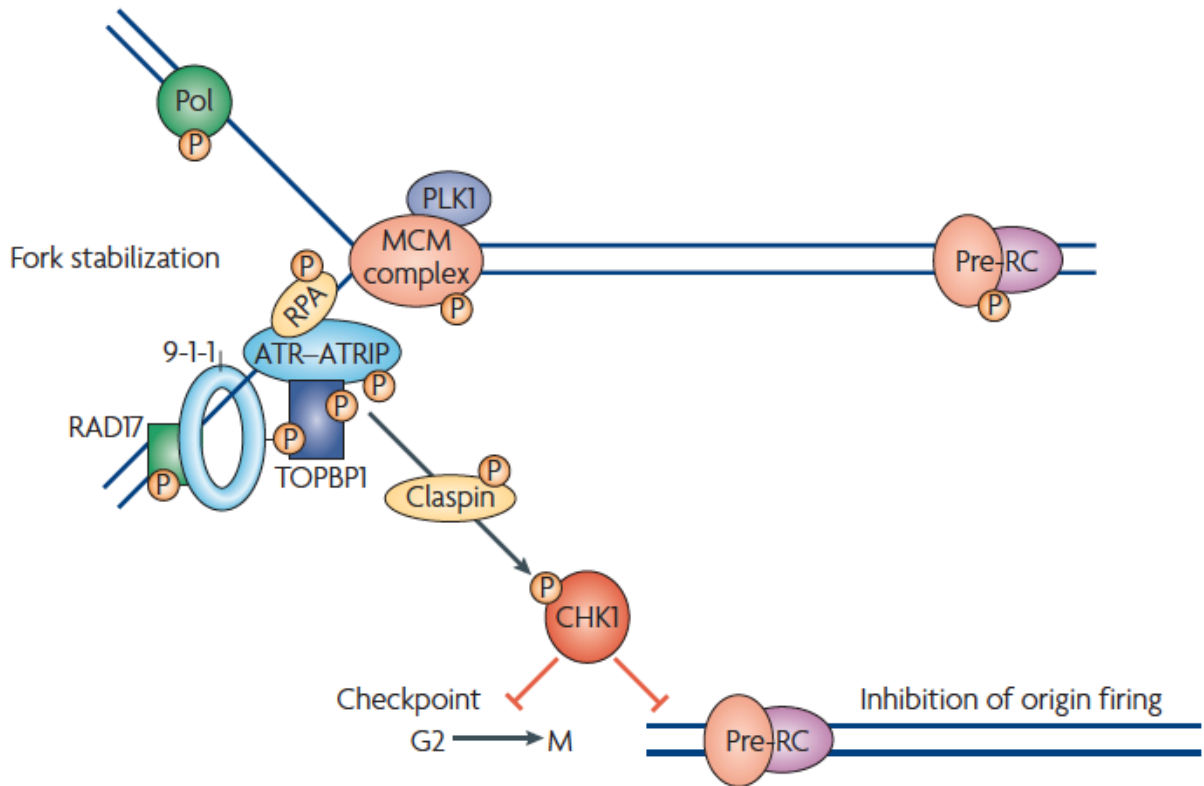 Pol
P
PLK1
MCM
complex
P
Pre-RC
P
Fork stabilization
P
RPA
9-1-1
ATR–ATRIP
P
P
RAD17
P
P
TOPBP1
P
Claspin
P
CHK1
Checkpoint
G2
M
Inhibition of origin firing
Pre-RC